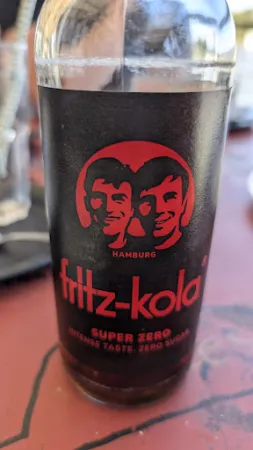 HAMBURG
fritz-kola®
SUPER ZERO
INTENSE TASTE. ZERO SUGAR